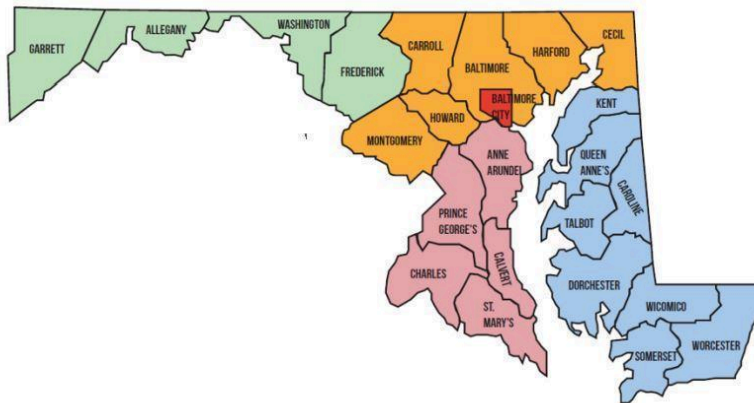 GARRETT
ALLEGANY
WASHINGTON
FREDERICK
CARROLL
BALTIMORE
HARFORD
CECIL
BALTIMORE
CITY
HOWARD
MONTGOMERY
KENT
ANNE
ARUNDEL
QUEEN
ANNE'S
CAROLINE
PRINCE
GEORGE'S
TALBOT
CALVERT
CHARLES
DORCHESTER
ST.
MARY'S
WICOMICO
SOMERSET
WORCESTER